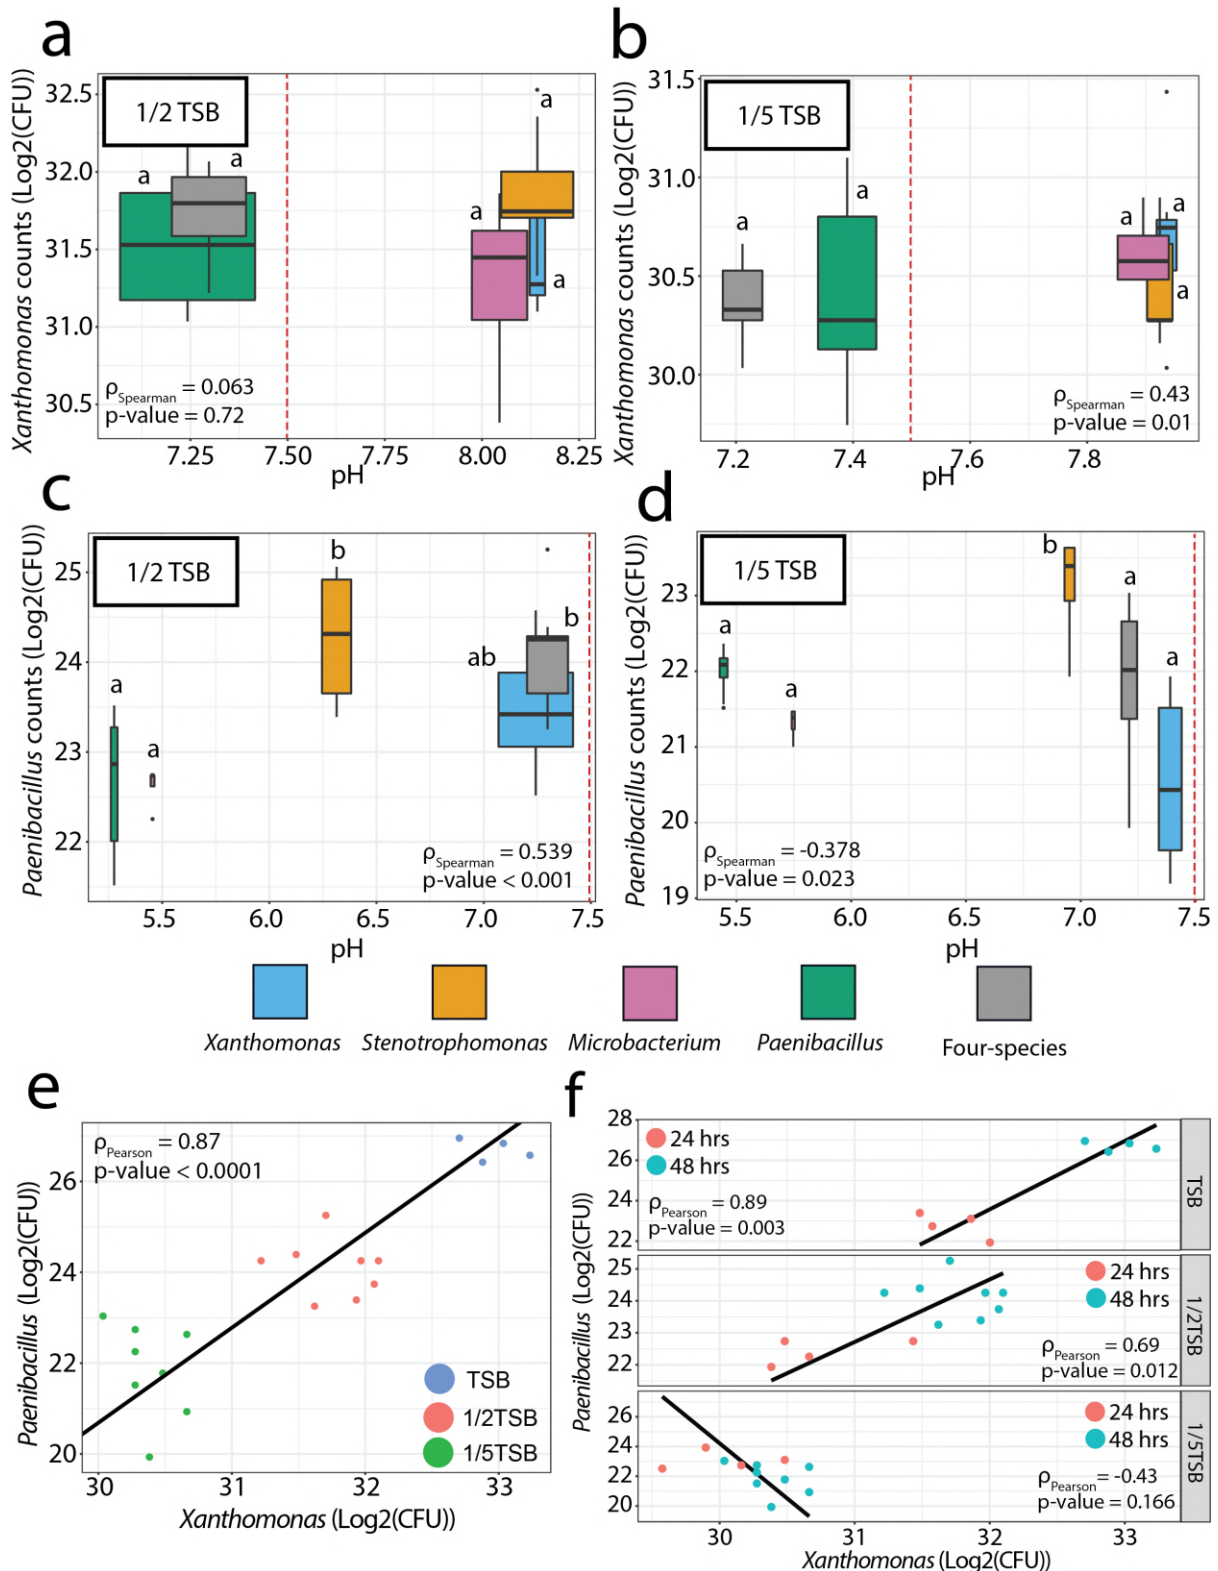 a
Xanthomonas counts (Log2(CFU))
32.5
32.0
31.5
31.0
30.5
1/2 TSB
a
a
a
a
a
ρSpearman = 0.063
p-value = 0.72
7.25
7.50
7.75
8.00
8.25
pH
b
Xanthomonas counts (Log2(CFU))
31.5
31.0
30.5
30.0
1/5 TSB
a
a
a
a
a
ρSpearman = 0.43
p-value = 0.01
7.2
7.4
7.6
7.8
pH
c
Paenibacillus counts (Log2(CFU))
25
24
23
22
1/2 TSB
a
a
b
ab
b
ρSpearman = 0.539
p-value < 0.001
5.5
6.0
6.5
7.0
7.5
pH
d
Paenibacillus counts (Log2(CFU))
23
22
21
20
19
1/5 TSB
a
a
b
a
a
ρSpearman = -0.378
p-value = 0.023
5.5
6.0
6.5
7.0
7.5
pH
Xanthomonas
Stenotrophomonas
Microbacterium
Paenibacillus
Four-species
e
Paenibacillus (Log2(CFU))
26
24
22
20
ρPearson = 0.87
p-value < 0.0001
TSB
1/2TSB
1/5TSB
30
31
32
33
Xanthomonas (Log2(CFU))
f
Paenibacillus (Log2(CFU))
28
26
24
22
24 hrs
48 hrs
ρPearson = 0.89
p-value = 0.003
TSB
25
24
23
22
24 hrs
48 hrs
ρPearson = 0.69
p-value = 0.012
1/2TSB
26
24
22
20
24 hrs
48 hrs
ρPearson = -0.43
p-value = 0.166
1/5TSB
30
31
32
33
Xanthomonas (Log2(CFU))